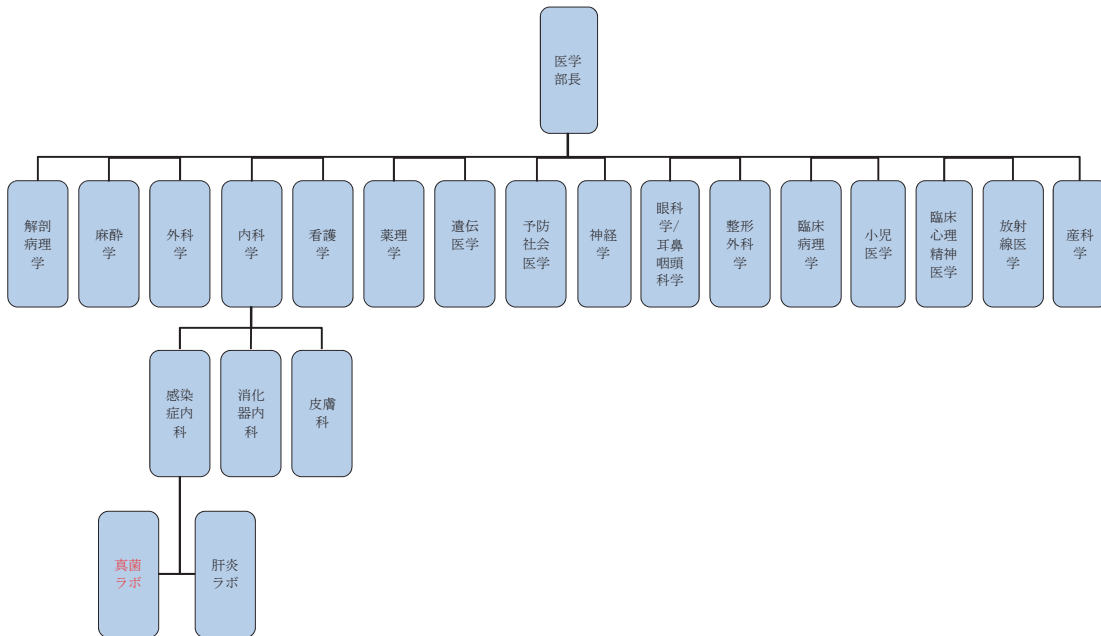 医学
部長
解剖
病理
学
麻酔
学
外科
学
内科
学
看護
学
薬理
学
遺伝
医学
予防
社会
医学
神経
学
眼科
学/
耳鼻
咽頭
科学
整形
外科
学
臨床
病理
学
小児
医学
臨床
心理
精神
医学
放射
線医
学
産科
学
感染
症内
科
消化
器内
科
皮膚
科
真菌
ラボ
肝炎
ラボ